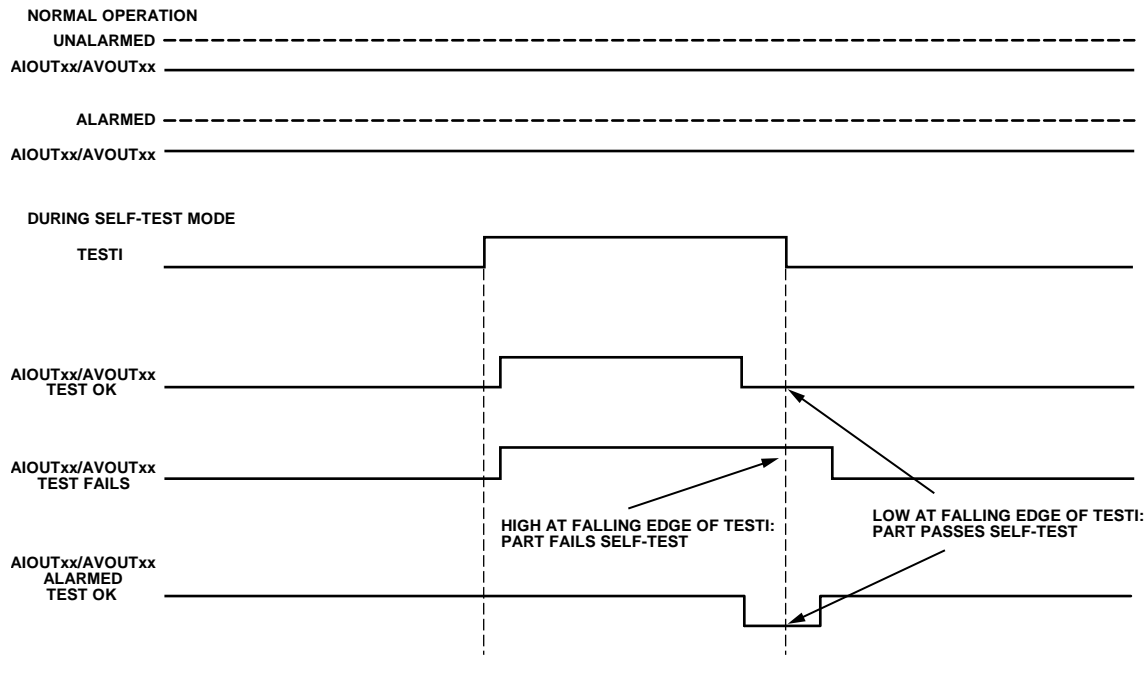 NORMAL OPERATION
UNALARMED
AIOUTxx/AVOUTxx
ALARMED
AIOUTxx/AVOUTxx
DURING SELF-TEST MODE
TESTI
AIOUTxx/AVOUTxx
TEST OK
AIOUTxx/AVOUTxx
TEST FAILS
HIGH AT FALLING EDGE OF TESTI:
PART FAILS SELF-TEST
LOW AT FALLING EDGE OF TESTI:
PART PASSES SELF-TEST
AIOUTxx/AVOUTxx
ALARMED
TEST OK